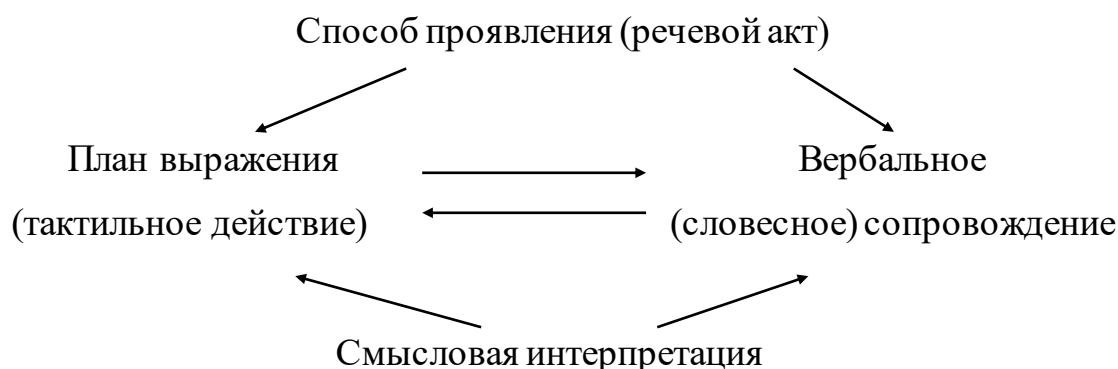 Способ проявления (речевой акт)
План выражения
(тактильное действие)
Вербальное
(словесное) сопровождение
Смысловая интерпретация